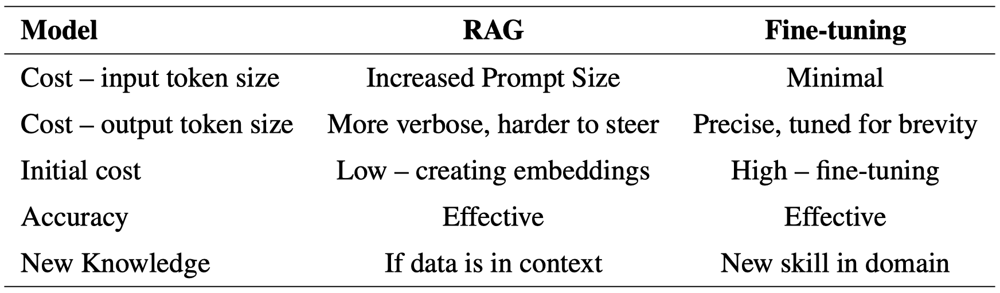 Model RAG Fine-tuning
Cost – input token size Increased Prompt Size Minimal
Cost – output token size More verbose, harder to steer Precise, tuned for brevity
Initial cost Low – creating embeddings High – fine-tuning
Accuracy Effective Effective
New Knowledge If data is in context New skill in domain